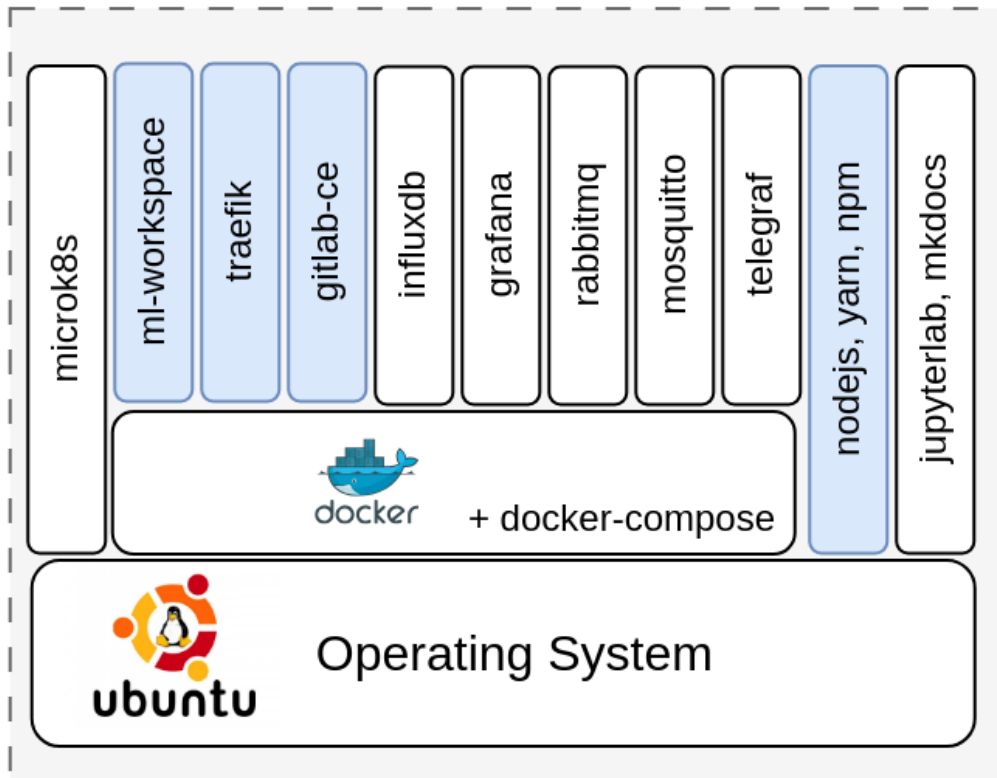 microk8s
ml-workspace
traefik
gitlab-ce
influxdb
grafana
rabbitmq
mosquitto
telegraf
nodejs, yarn, npm
jupyterlab, mkdocs
docker
+ docker-compose
ubuntu
Operating System